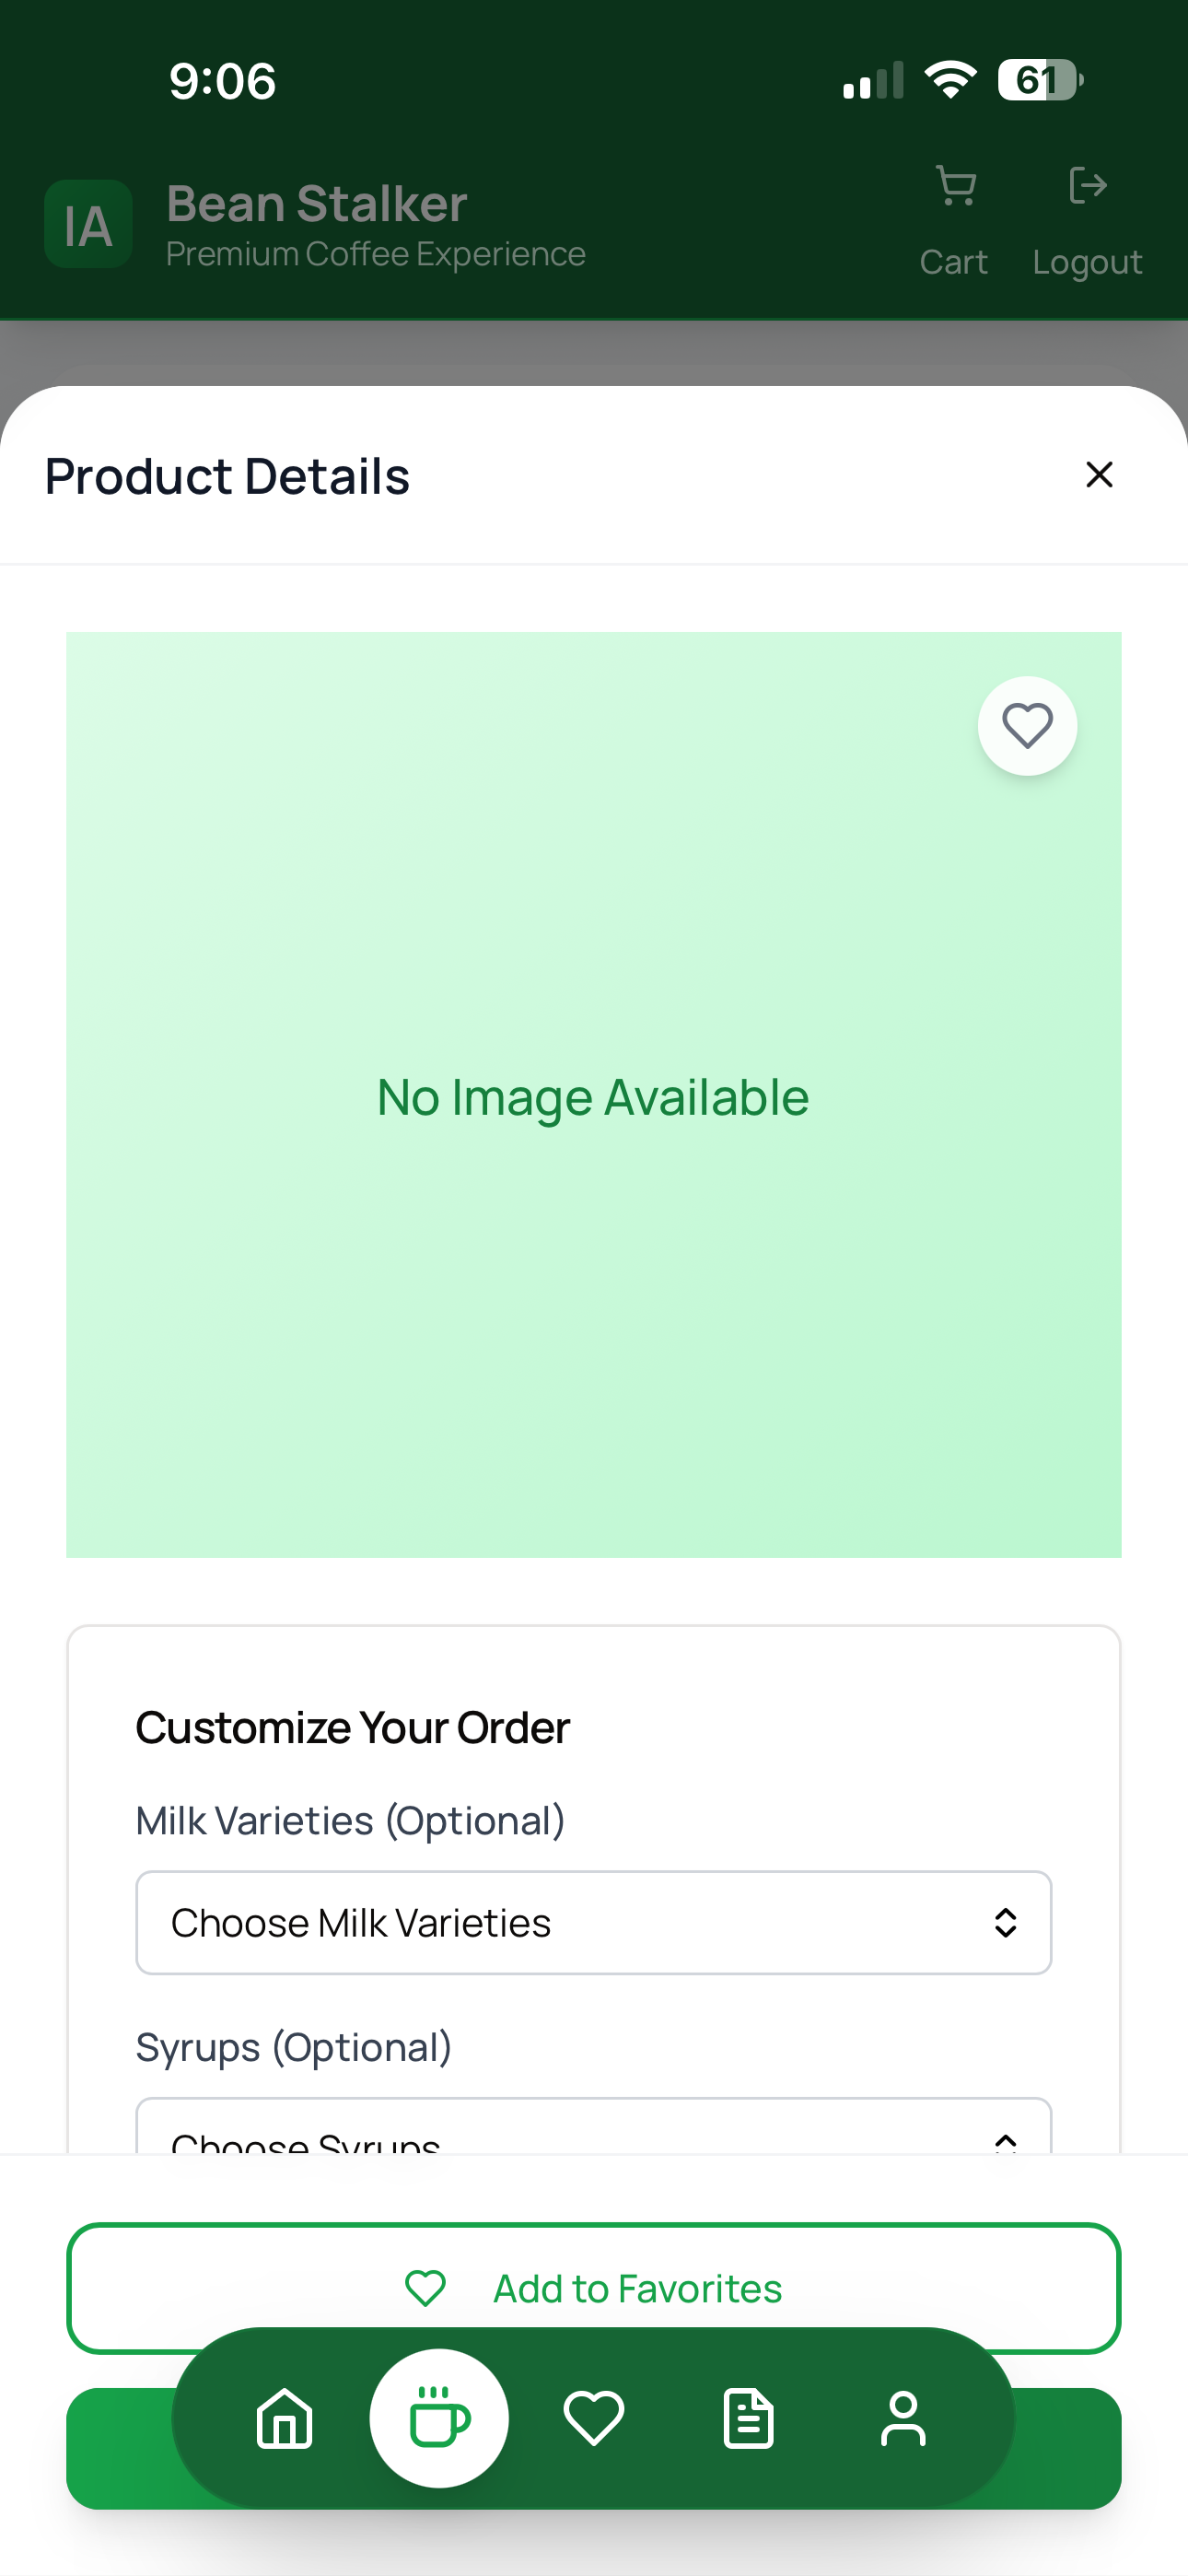 9:06
61
IA
Bean Stalker
Premium Coffee Experience
Cart
Logout
Product Details
No Image Available
Customize Your Order
Milk Varieties (Optional)
Choose Milk Varieties
Syrups (Optional)
Choose Syrups
Add to Favorites